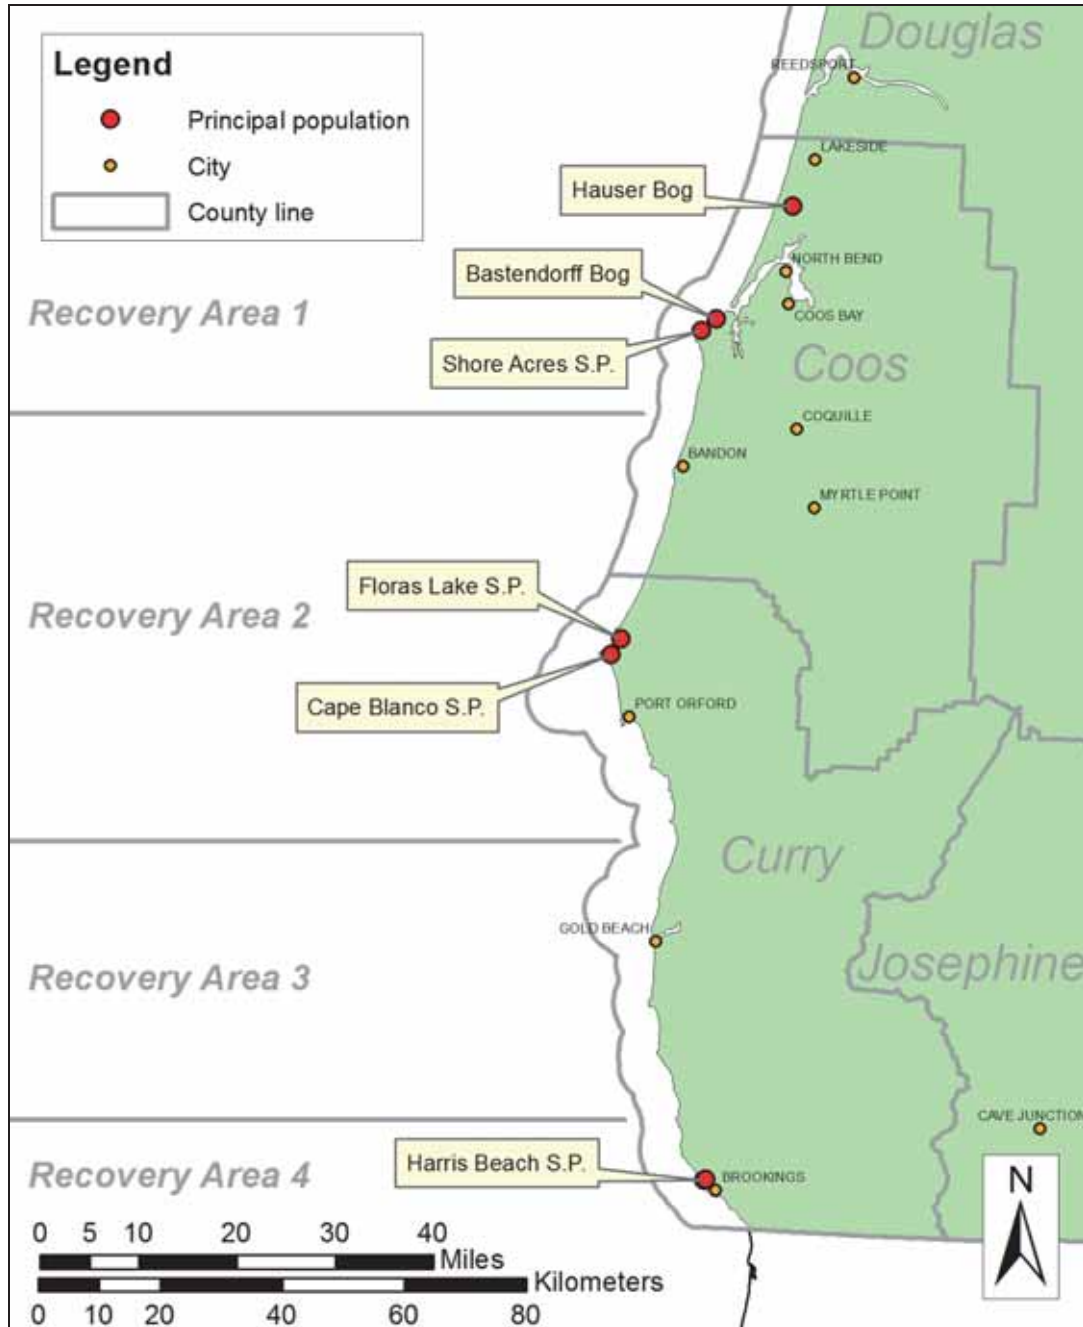 Douglas
Legend
REEDSPORT
Principal population
City
LAKESIDE
County line
Hauser Bog
Bastendorff Bog
NORTH BEND
Recovery Area 1
COOS BAY
Shore Acres S.P.
Coos
COQUILLE
BANDON
MYRTLE POINT
Floras Lake S.P.
Recovery Area 2
Cape Blanco S.P.
PORT ORFORD
Curry
GOLD BEACH
Josephine
Recovery Area 3
CAVE JUNCTION
Harris Beach S.P.
Recovery Area 4
BROOKINGS
N
0 5 10 20 30 40
Miles
Kilometers
0 10 20 40 60 80